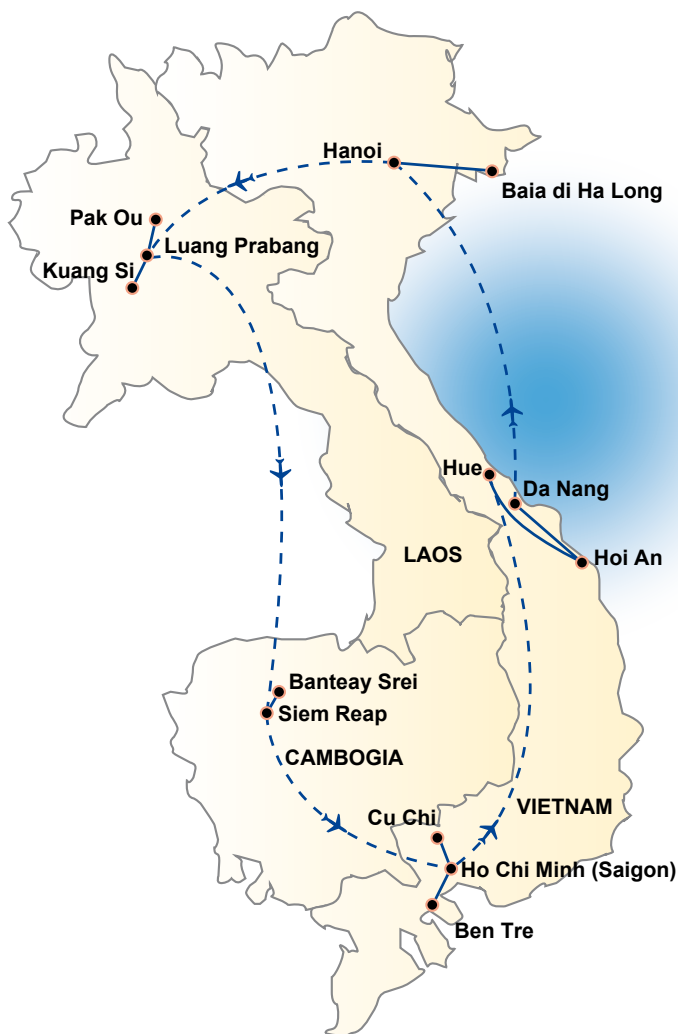 Hanoi
Baia di Ha Long
Pak Ou
Luang Prabang
Kuang Si
Hue
Da Nang
LAOS
Hoi An
Banteay Srei
Siem Reap
CAMBOGIA
VIETNAM
Cu Chi
Ho Chi Minh (Saigon)
Ben Tre